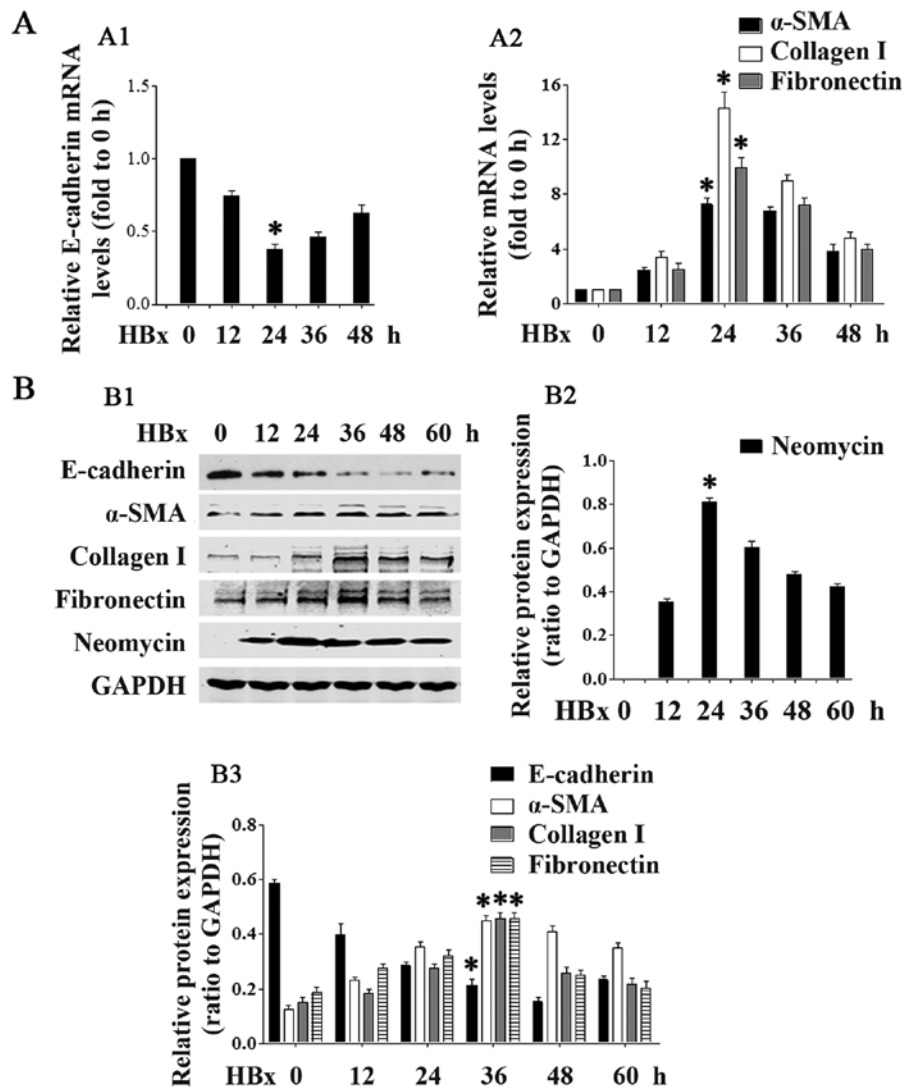 A
A1
Relative E-cadherin mRNA
levels (fold to 0 h)
1.5
1.0
0.5
0.0
*
HBx 0 12 24 36 48 h
A2
α-SMA
Collagen I
Fibronectin
Relative mRNA levels
(fold to 0 h)
16
12
8
4
0
* * *
HBx 0 12 24 36 48 h
B
B1
HBx 0 12 24 36 48 60 h
E-cadherin
α-SMA
Collagen I
Fibronectin
Neomycin
GAPDH
B2
Neomycin
Relative protein expression
(ratio to GAPDH)
1.0
0.8
0.6
0.4
0.2
0.0
*
HBx 0 12 24 36 48 60 h
B3
E-cadherin
α-SMA
Collagen I
Fibronectin
Relative protein expression
(ratio to GAPDH)
0.8
0.6
0.4
0.2
0.0
* * * *
HBx 0 12 24 36 48 60 h